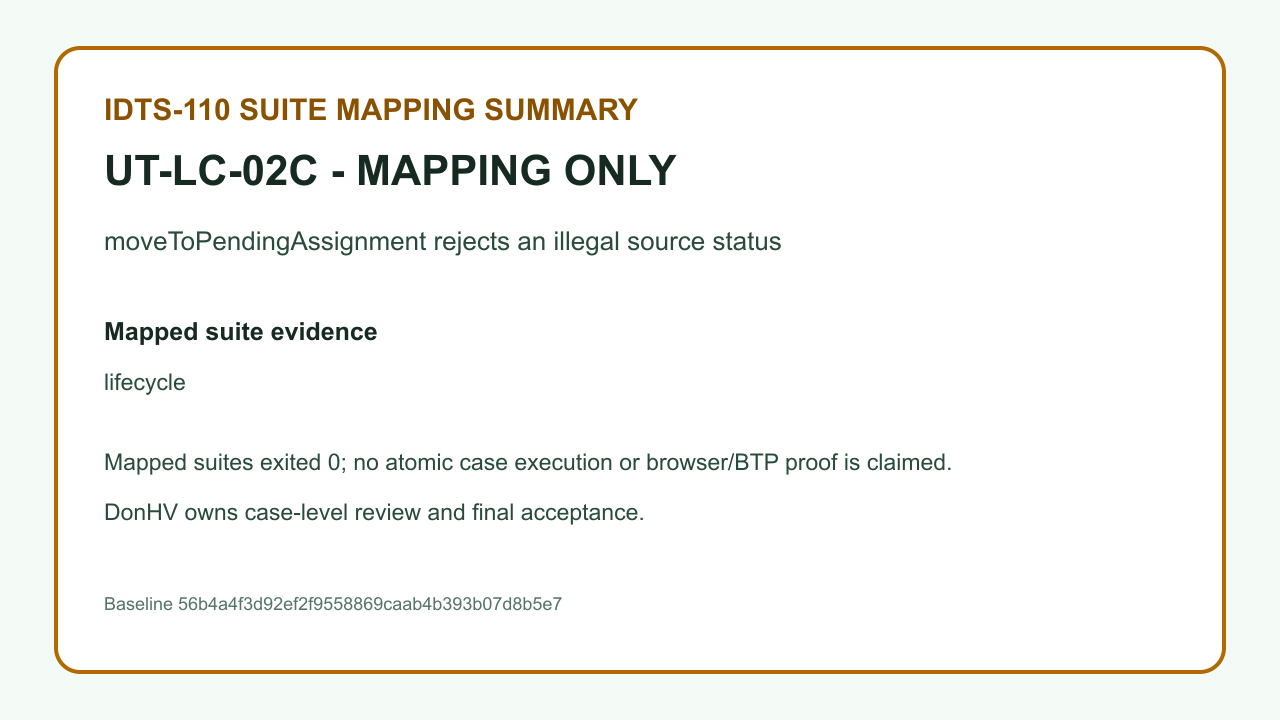 IDTS-110 SUITE MAPPING SUMMARY
UT-LC-02C - MAPPING ONLY
moveToPendingAssignment rejects an illegal source status
Mapped suite evidence
lifecycle
Mapped suites exited 0; no atomic case execution or browser/BTP proof is claimed.
DonHV owns case-level review and final acceptance.
Baseline 56b4a4f3d92ef2f9558869caab4b393b07d8b5e7